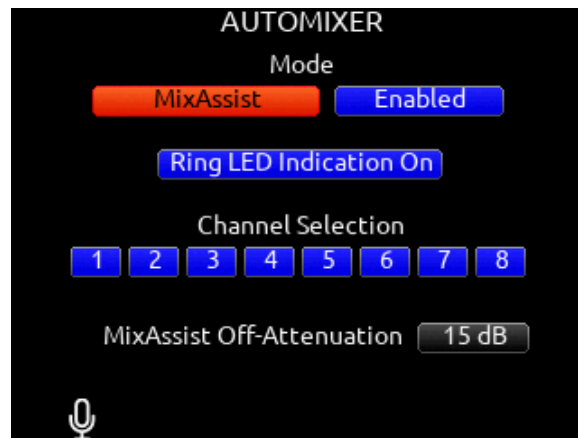 AUTOMIXER
Mode
MixAssist Enabled
Ring LED Indication On
Channel Selection
1 2 3 4 5 6 7 8
MixAssist Off-Attenuation 15 dB